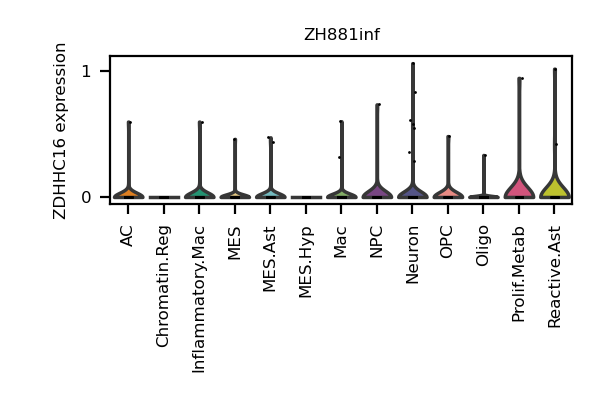 ZH881inf
ZDHHC16 expression
1
0
AC
Chromatin.Reg
Inflammatory.Mac
MES
MES.Ast
MES.Hyp
Mac
NPC
Neuron
OPC
Oligo
Prolif.Metab
Reactive.Ast